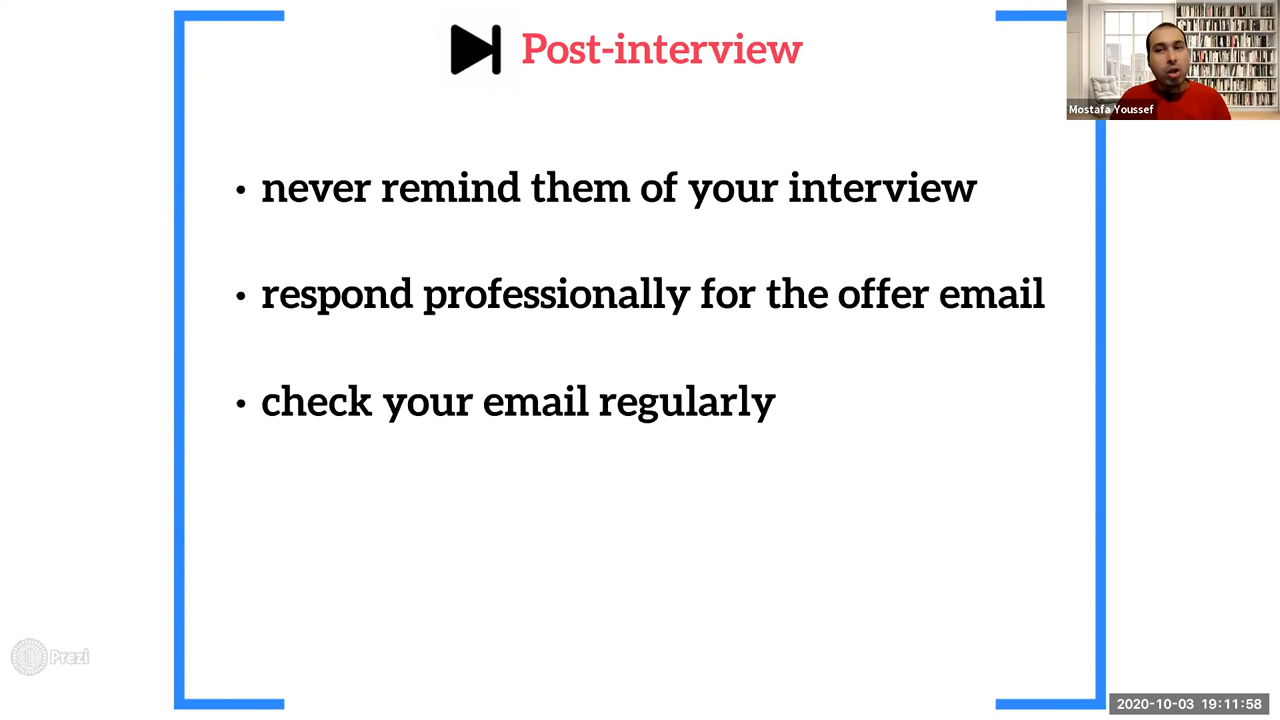 Post-interview
Mostafa Youssef
• never remind them of your interview
• respond professionally for the offer email
• check your email regularly
Prezi
2020-10-03 19:11:58